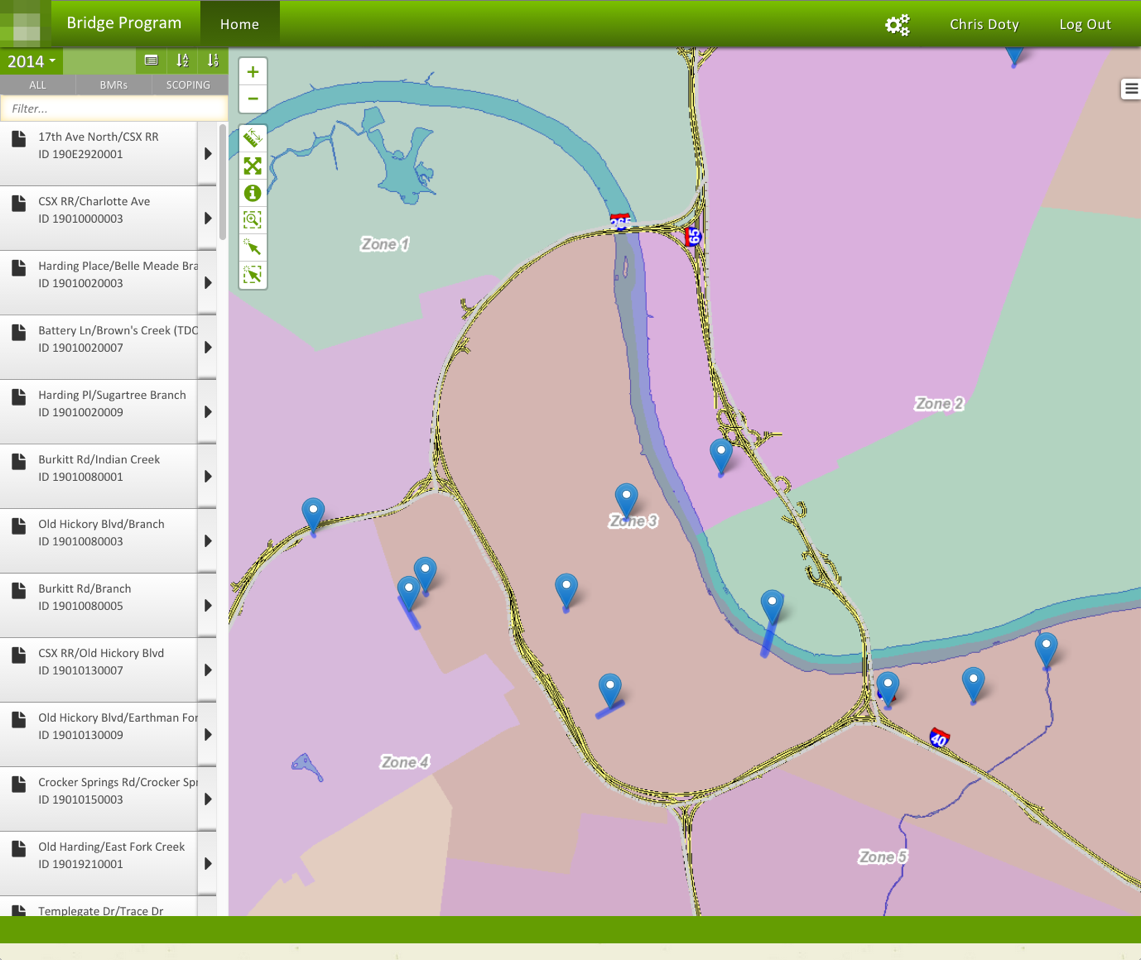 Bridge Program
Home
Chris Doty
Log Out
2014
ALL
BMRs
SCOPING
Filter...
17th Ave North/CSX RR
ID 190E2920001
CSX RR/Charlotte Ave
ID 19010000003
Harding Place/Belle Meade Bra
ID 19010020003
Battery Ln/Brown's Creek (TDO
ID 19010020007
Harding Pl/Sugartree Branch
ID 19010020009
Burkitt Rd/Indian Creek
ID 19010080001
Old Hickory Blvd/Branch
ID 19010080003
Burkitt Rd/Branch
ID 19010080005
CSX RR/Old Hickory Blvd
ID 19010130007
Old Hickory Blvd/Earthman For
ID 19010130009
Crocker Springs Rd/Crocker Spr
ID 19010150003
Old Harding/East Fork Creek
ID 19019210001
Templegate Dr/Trace Dr
+
−
Zone 1
265
65
Zone 2
Zone 3
Zone 4
40
Zone 5